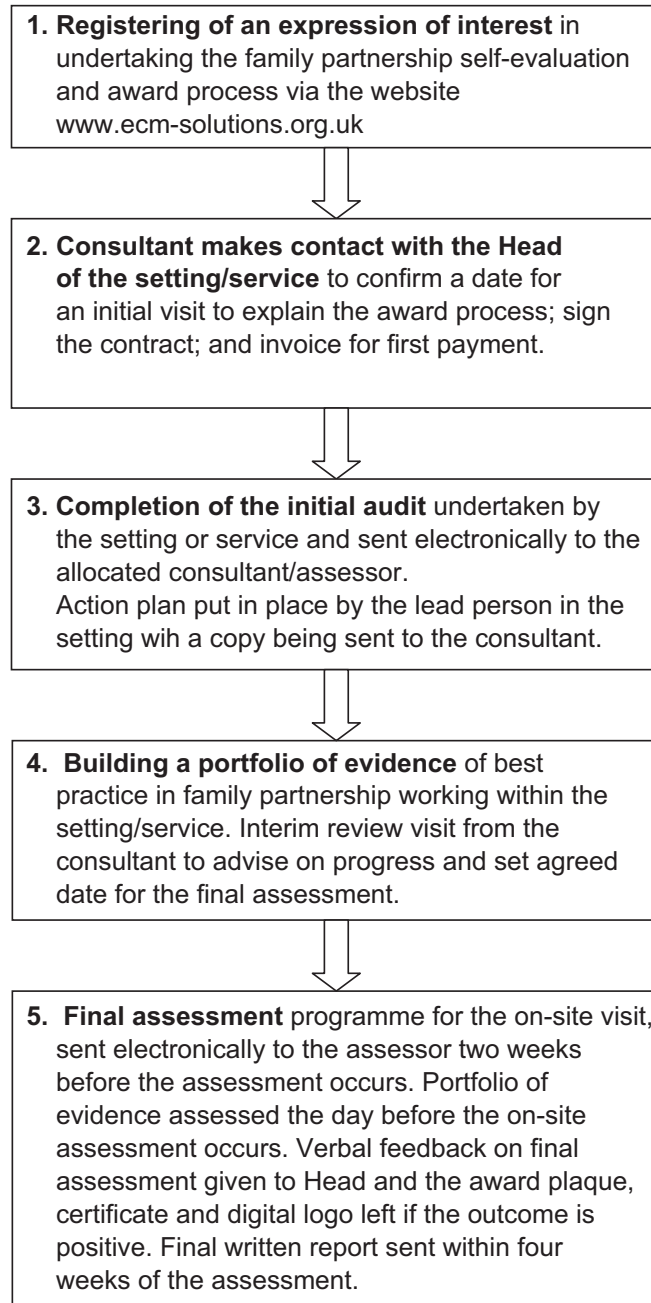 1. Registering of an expression of interest in
undertaking the family partnership self-evaluation
and award process via the website
www.ecm-solutions.org.uk
2. Consultant makes contact with the Head
of the setting/service to confirm a date for
an initial visit to explain the award process; sign
the contract; and invoice for first payment.
3. Completion of the initial audit undertaken by
the setting or service and sent electronically to the
allocated consultant/assessor.
Action plan put in place by the lead person in the
setting wih a copy being sent to the consultant.
4. Building a portfolio of evidence of best
practice in family partnership working within the
setting/service. Interim review visit from the
consultant to advise on progress and set agreed
date for the final assessment.
5. Final assessment programme for the on-site visit,
sent electronically to the assessor two weeks
before the assessment occurs. Portfolio of
evidence assessed the day before the on-site
assessment occurs. Verbal feedback on final
assessment given to Head and the award plaque,
certificate and digital logo left if the outcome is
positive. Final written report sent within four
weeks of the assessment.